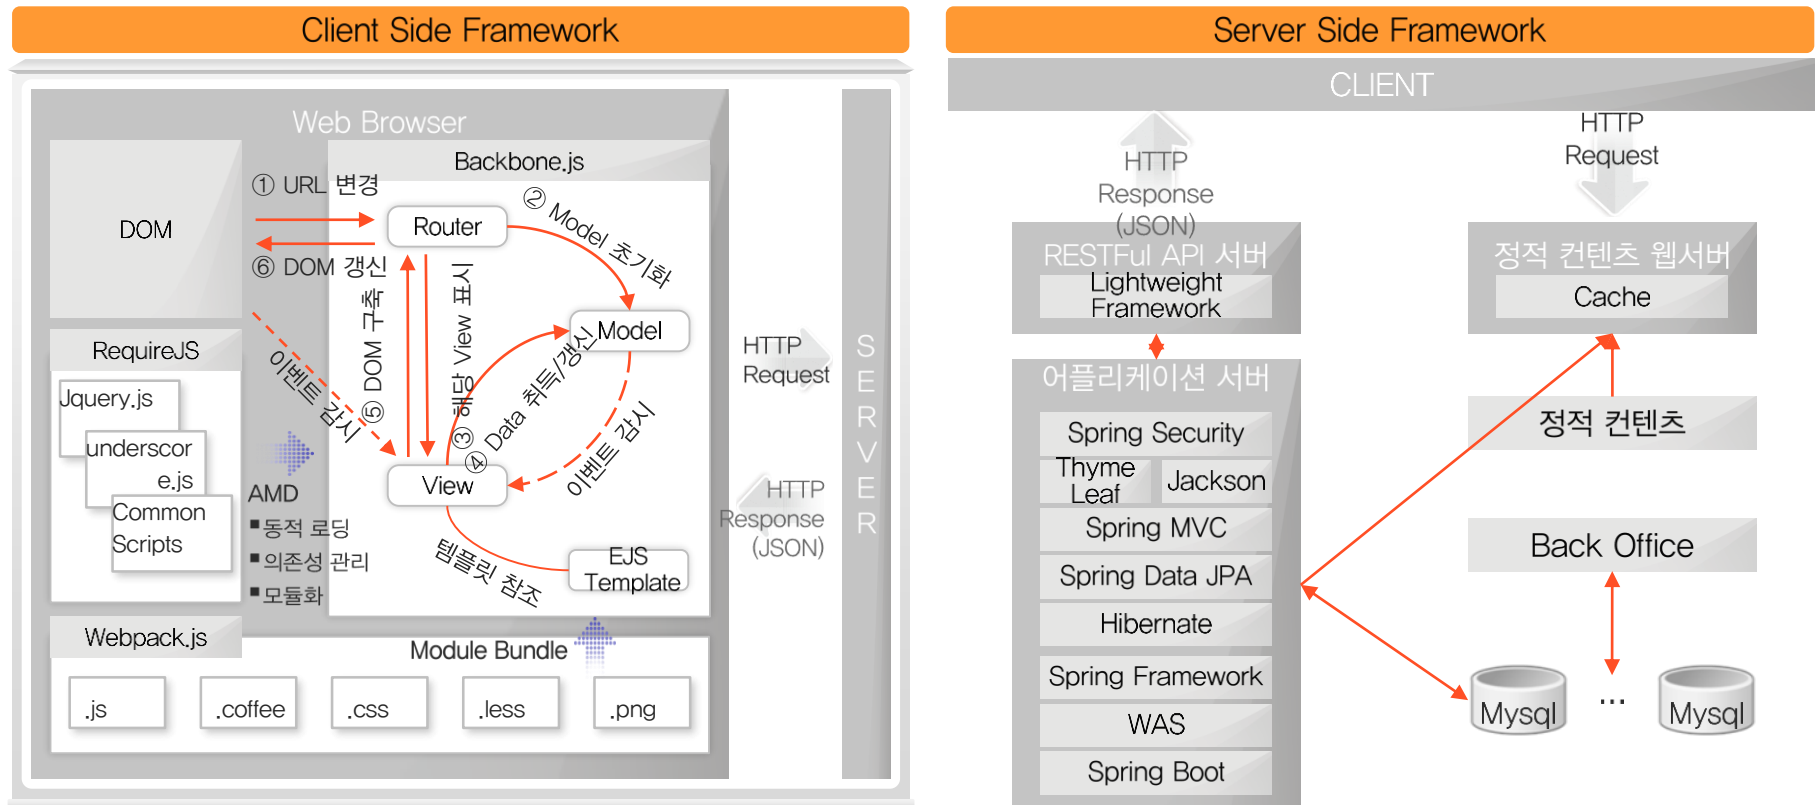 Client Side Framework
Web Browser
DOM
Backbone.js
① URL 변경
⑥ DOM 갱신
Router
② Model 초기화
Model
③ 해당 View 표시
④ Data 취득/갱신
⑤ DOM 구축
이벤트 감시
이벤트 감시
View
템플릿 참조
EJS
Template
RequireJS
Jquery.js
underscor
e.js
Common
Scripts
AMD
▪동적 로딩
▪의존성 관리
▪모듈화
Webpack.js
Module Bundle
.js
.coffee
.css
.less
.png
HTTP
Request
HTTP
Response
(JSON)
S
E
R
V
E
R
Server Side Framework
CLIENT
HTTP
Response
(JSON)
HTTP
Request
RESTFul API 서버
Lightweight
Framework
정적 컨텐츠 웹서버
Cache
어플리케이션 서버
Spring Security
Thyme
Leaf
Jackson
Spring MVC
Spring Data JPA
Hibernate
Spring Framework
WAS
Spring Boot
정적 컨텐츠
Back Office
Mysql
...
Mysql